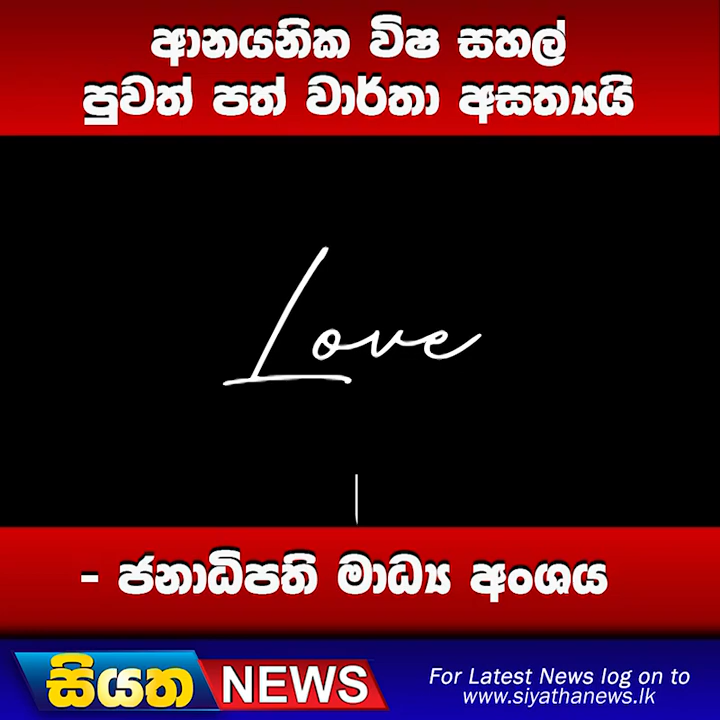 ආනයනික විෂ සහල්
පුවත් පත් වාර්තා අසත්‍යයි
Love
- ජනාධිපති මාධ්‍ය අංශය
සියත NEWS
For Latest News log on to
www.siyathanews.lk